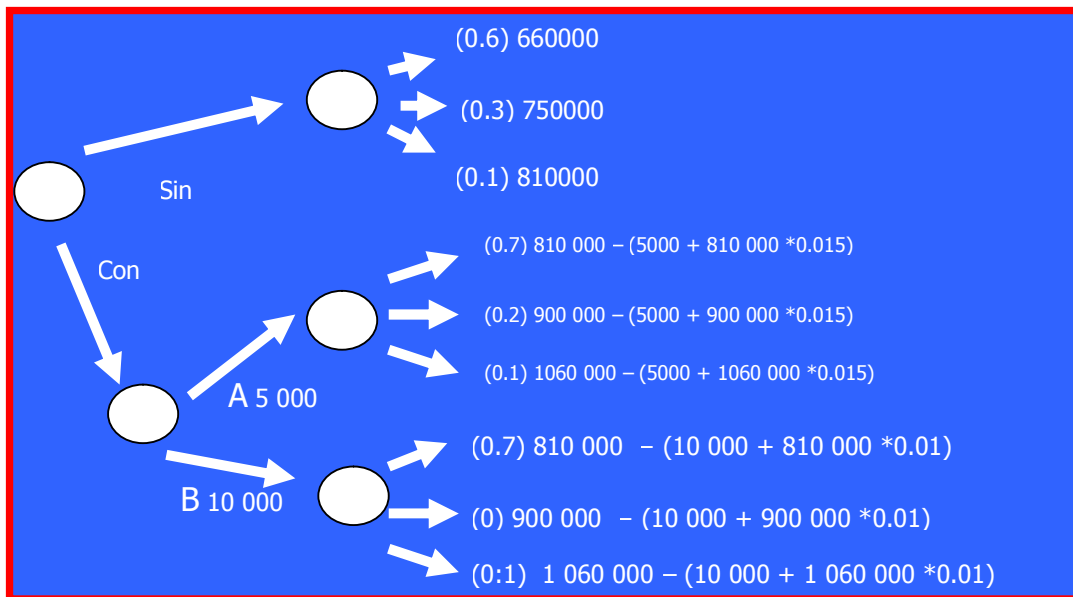 (0.6) 660000
(0.3) 750000
(0.1) 810000
Sin
(0.7) 810 000 – (5000 + 810 000 *0.015)
Con
(0.2) 900 000 – (5000 + 900 000 *0.015)
(0.1) 1060 000 – (5000 + 1060 000 *0.015)
A 5 000
(0.7) 810 000 – (10 000 + 810 000 *0.01)
B 10 000
(0) 900 000 – (10 000 + 900 000 *0.01)
(0:1) 1 060 000 – (10 000 + 1 060 000 *0.01)